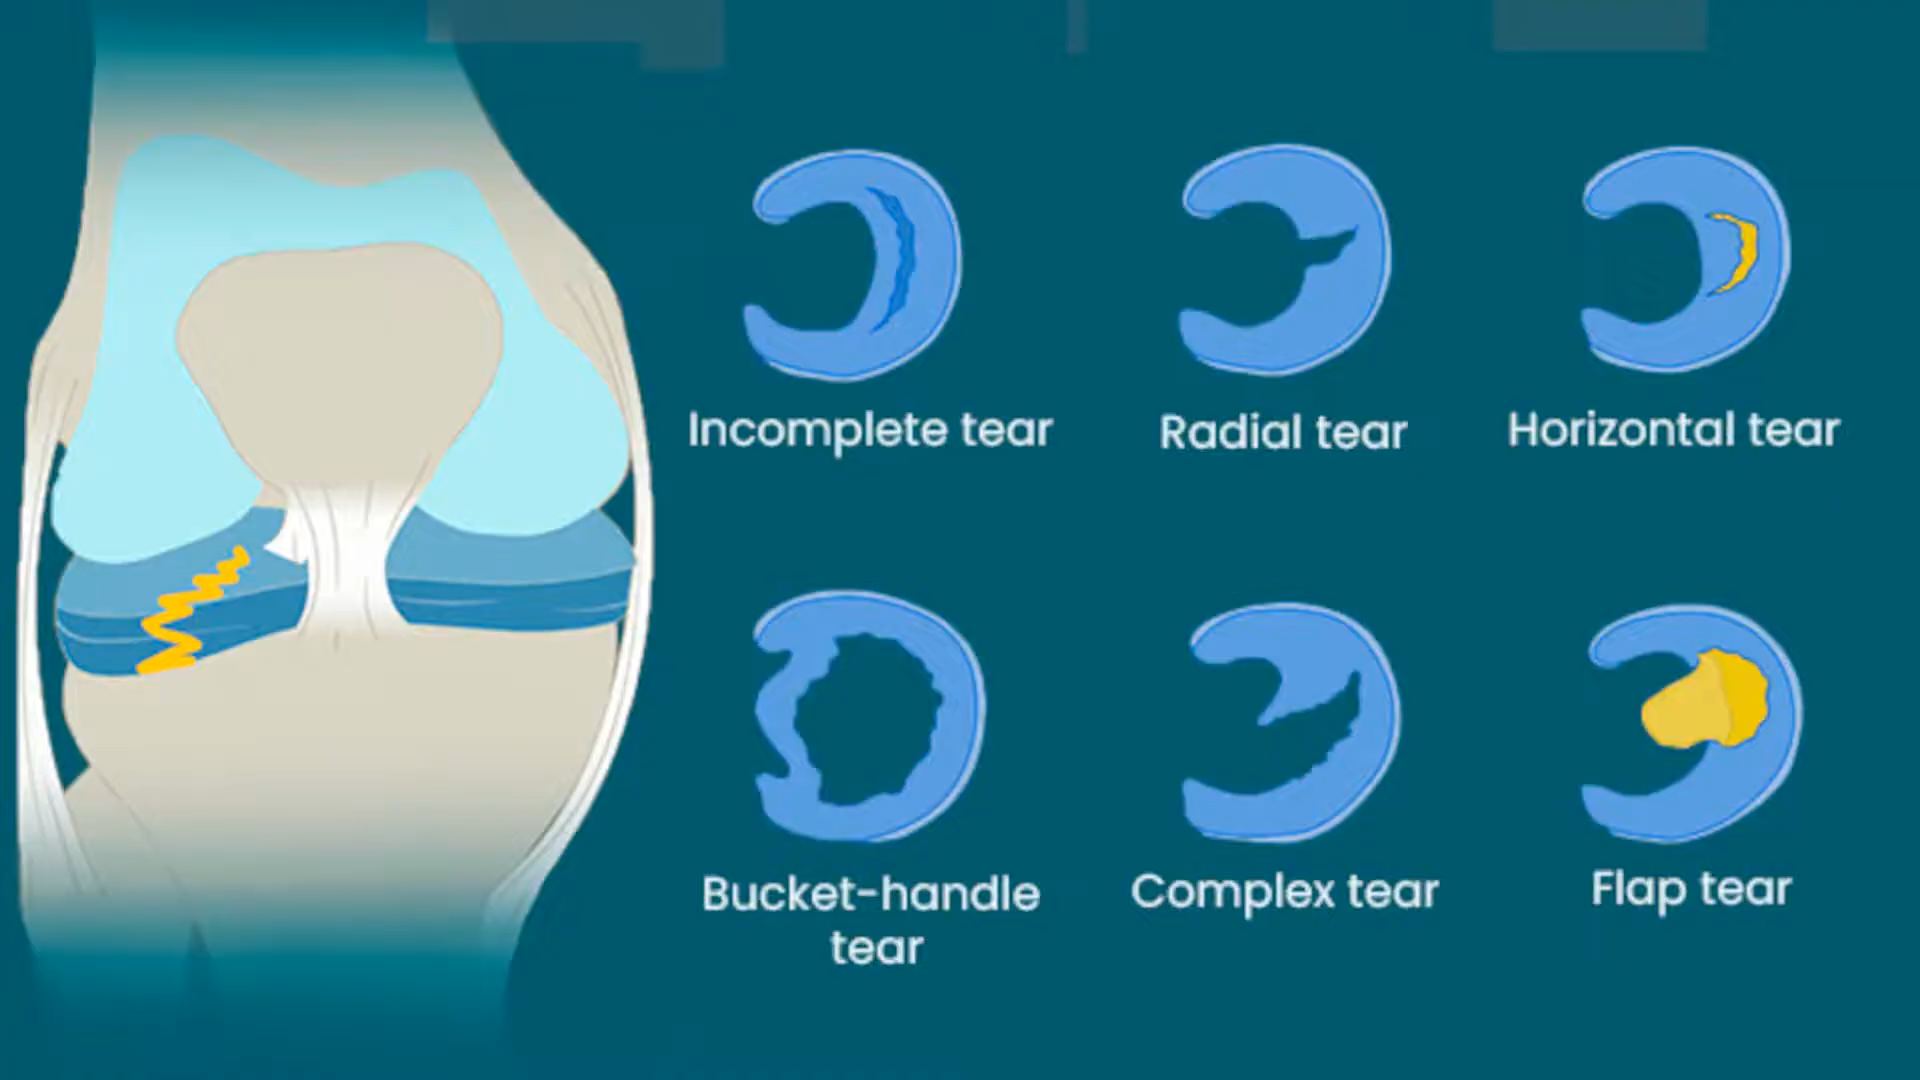 Incomplete tear
Radial tear
Horizontal tear
Bucket-handle
tear
Complex tear
Flap tear